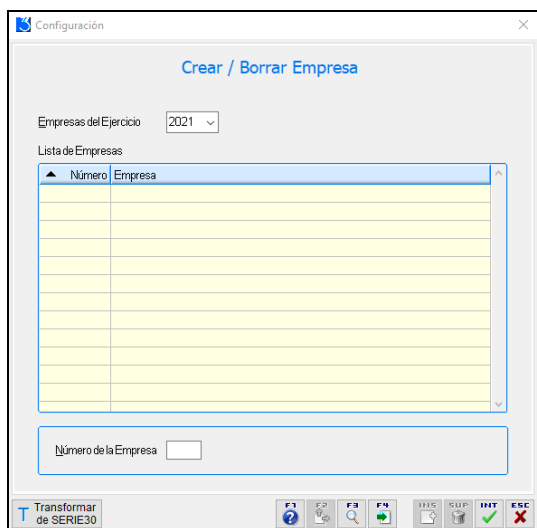 Configuración
Crear / Borrar Empresa
Empresas del Ejercicio 2021
Lista de Empresas
Número Empresa
Número de la Empresa
Transformar
de SERIE30
F1 F2 F3 F4 INS SUP INT ESC